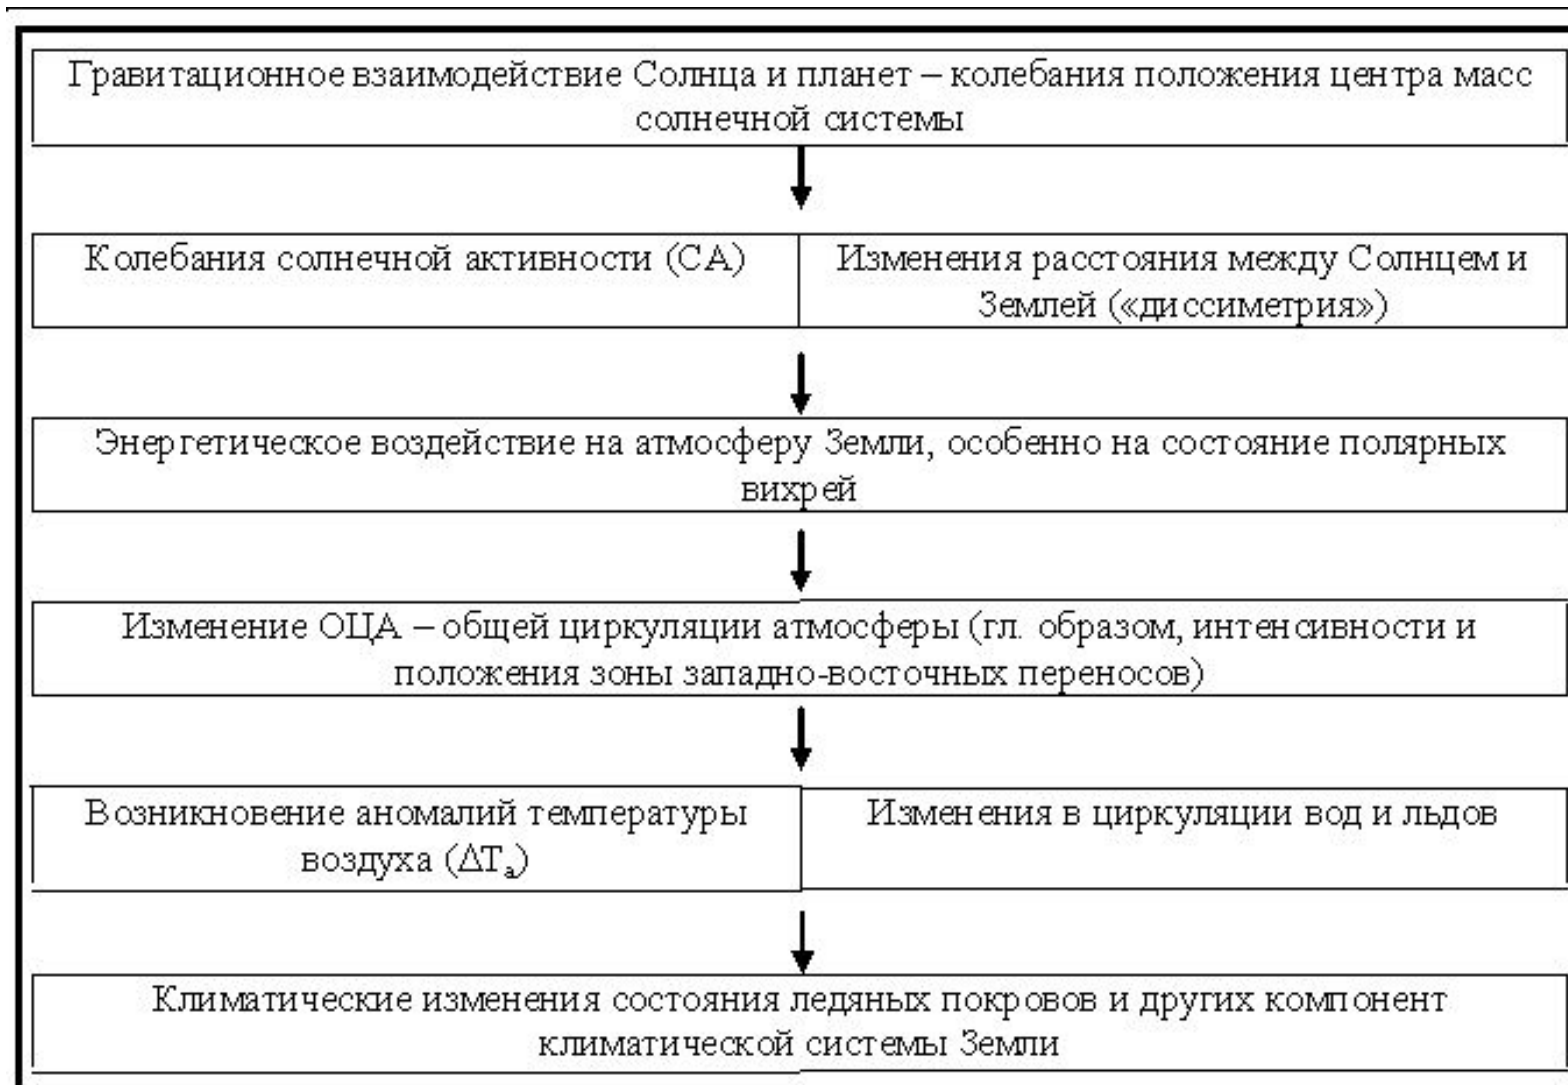 Гравитационное взаимодействие Солнца и планет – колебания положения центра масс
солнечной системы
Колебания солнечной активности (СА)
Изменения расстояния между Солнцем и
Землей («диссиметрия»)
Энергетическое воздействие на атмосферу Земли, особенно на состояние полярных
вихрей
Изменение ОЦА – общей циркуляции атмосферы (гл. образом, интенсивности и
положения зоны западно-восточных переносов)
Возникновение аномалий температуры
воздуха (ΔTₐ)
Изменения в циркуляции вод и льдов
Климатические изменения состояния ледяных покровов и других компонент
климатической системы Земли